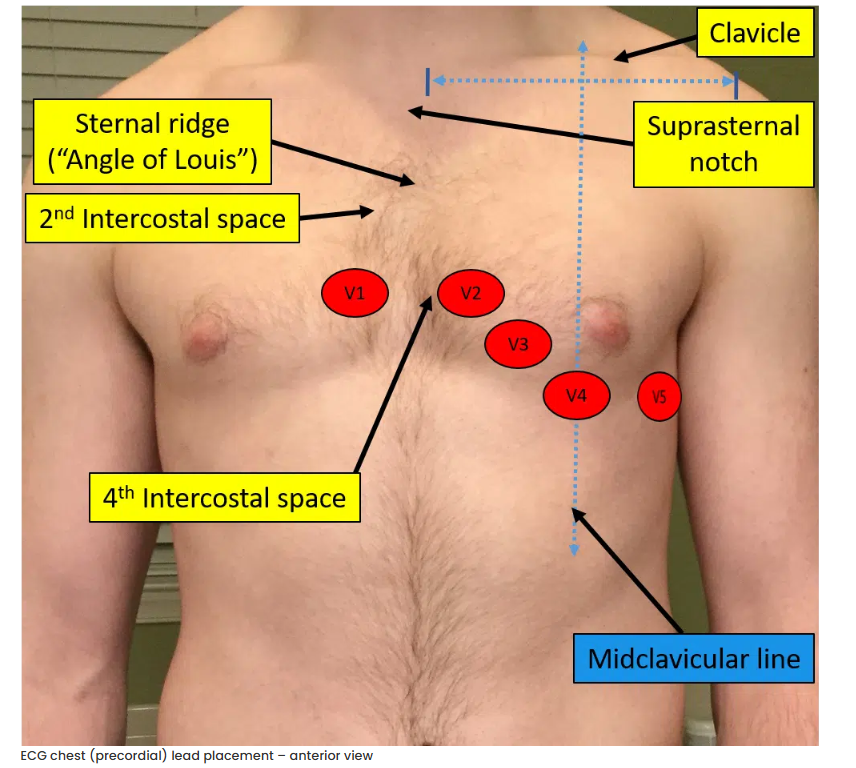 Clavicle
Sternal ridge
(“Angle of Louis”)
Suprasternal
notch
2nd Intercostal space
V1
V2
V3
V4
V5
4th Intercostal space
Midclavicular line
ECG chest (precordial) lead placement – anterior view